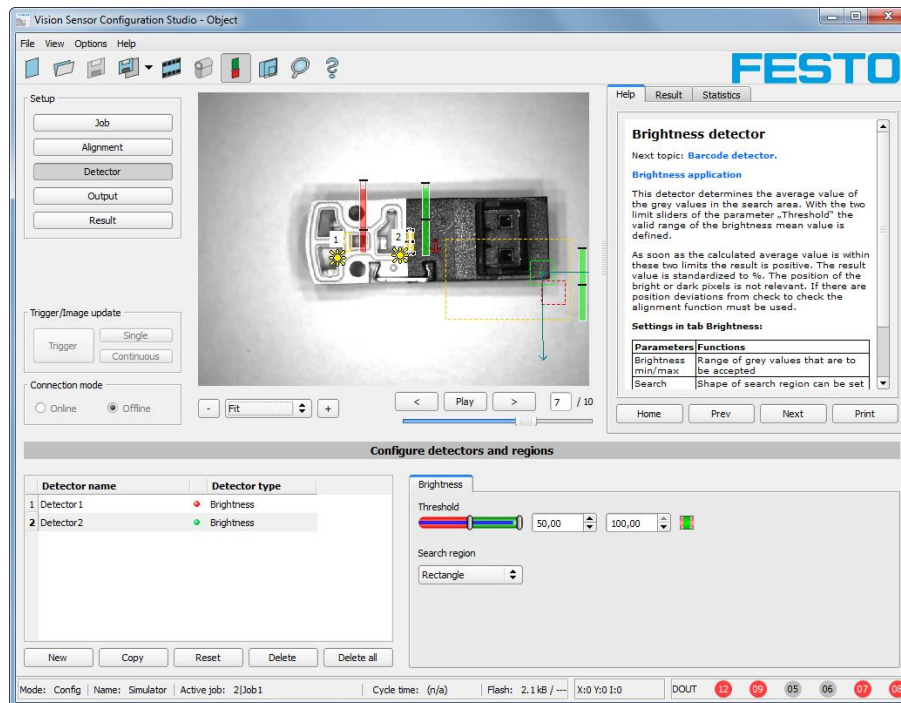 Vision Sensor Configuration Studio - Object
File View Options Help
FESTO
Setup
Job
Alignment
Detector
Output
Result
Trigger/Image update
Trigger
Single
Continuous
Connection mode
Online Offline
1 2
- Fit +
< Play > 7 / 10
Help Result Statistics
Brightness detector
Next topic: Barcode detector.
Brightness application
This detector determines the average value of
the grey values in the search area. With the two
limit sliders of the parameter „Threshold" the
valid range of the brightness mean value is
defined.
As soon as the calculated average value is within
these two limits the result is positive. The result
value is standardized to %. The position of the
bright or dark pixels is not relevant. If there are
position deviations from check to check the
alignment function must be used.
Settings in tab Brightness:
Parameters Functions
Brightness Range of grey values that are to
min/max be accepted
Search Shape of search region can be set
Home Prev Next Print
Configure detectors and regions
Detector name Detector type
1 Detector1 Brightness
2 Detector2 Brightness
New Copy Reset Delete Delete all
Brightness
Threshold
50,00 100,00
Search region
Rectangle
Mode: Config Name: Simulator Active job: 2|Job1 Cycle time: (n/a) Flash: 2.1kB / --- X:0 Y:0 I:0 DOUT 12 09 05 06 07 08